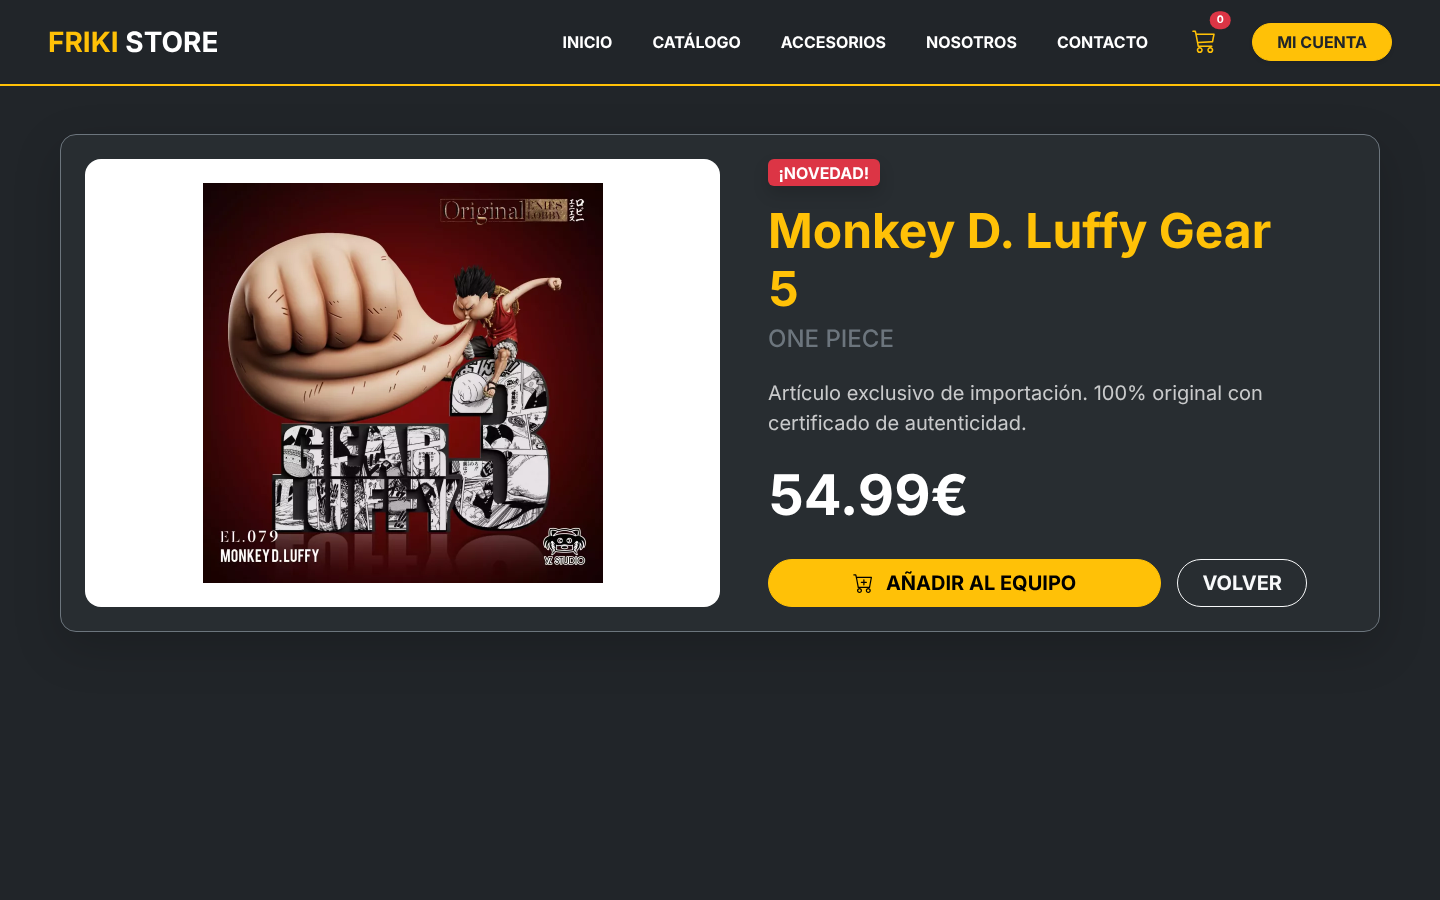 FRIKI STORE
INICIO
CATÁLOGO
ACCESORIOS
NOSOTROS
CONTACTO
0
MI CUENTA
Original ENIES LOBBY
GEAR
3
LUFFY
EL.079
MONKEY D. LUFFY
YZ STUDIO
¡NOVEDAD!
Monkey D. Luffy Gear
5
ONE PIECE
Artículo exclusivo de importación. 100% original con
certificado de autenticidad.
54.99€
AÑADIR AL EQUIPO
VOLVER